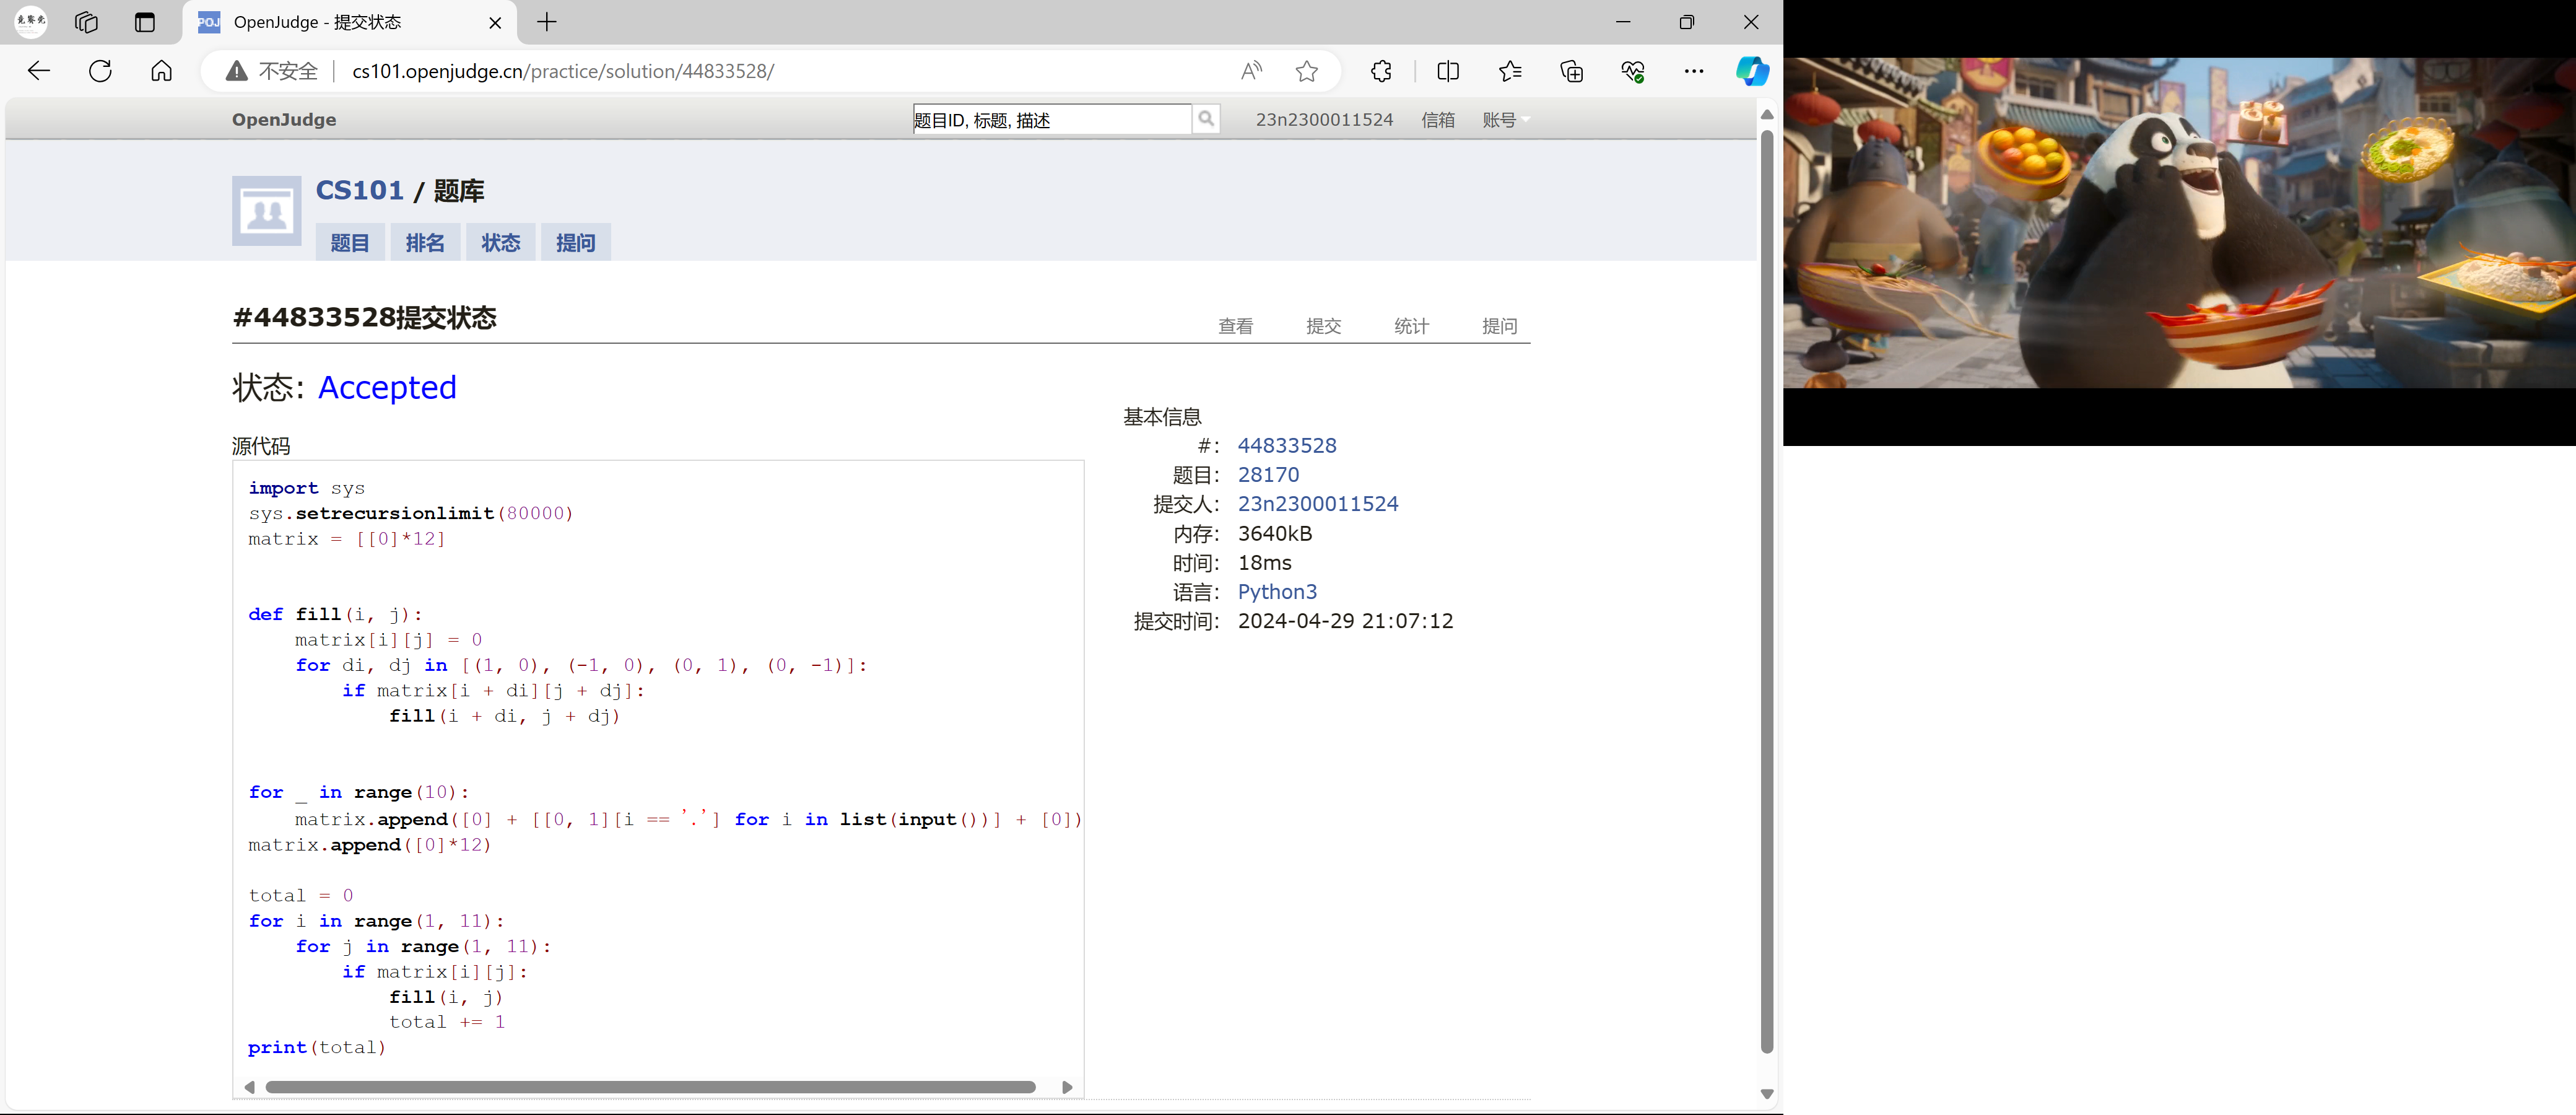 OpenJudge - 提交状态
不安全 cs101.openjudge.cn/practice/solution/44833528/
OpenJudge 题目ID, 标题, 描述 23n2300011524 信箱 账号
CS101 / 题库
题目 排名 状态 提问
#44833528提交状态 查看 提交 统计 提问
状态: Accepted
源代码
import sys
sys.setrecursionlimit(80000)
matrix = [[0]*12]
def fill(i, j):
    matrix[i][j] = 0
    for di, dj in [(1, 0), (-1, 0), (0, 1), (0, -1)]:
        if matrix[i + di][j + dj]:
            fill(i + di, j + dj)
for _ in range(10):
    matrix.append([0] + [[0, 1][i == '.'] for i in list(input())] + [0])
matrix.append([0]*12)
total = 0
for i in range(1, 11):
    for j in range(1, 11):
        if matrix[i][j]:
            fill(i, j)
            total += 1
print(total)
基本信息
#: 44833528
题目: 28170
提交人: 23n2300011524
内存: 3640kB
时间: 18ms
语言: Python3
提交时间: 2024-04-29 21:07:12